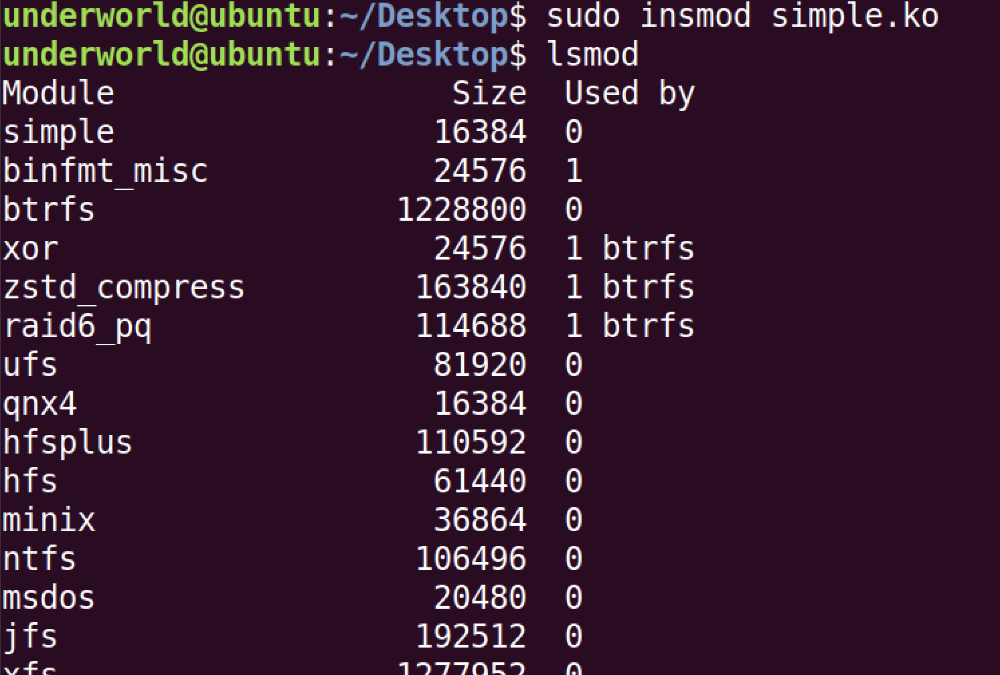 underworld@ubuntu:~/Desktop$ sudo insmod simple.ko
underworld@ubuntu:~/Desktop$ lsmod
Module                  Size  Used by
simple                 16384  0
binfmt_misc            24576  1
btrfs                1228800  0
xor                    24576  1 btrfs
zstd_compress         163840  1 btrfs
raid6_pq              114688  1 btrfs
ufs                    81920  0
qnx4                   16384  0
hfsplus               110592  0
hfs                    61440  0
minix                  36864  0
ntfs                  106496  0
msdos                  20480  0
jfs                   192512  0
xfs                  1277952  0